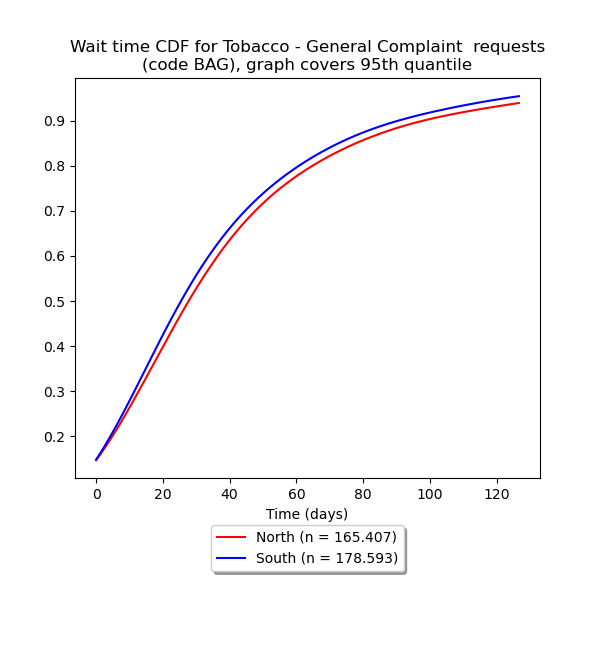 Wait time CDF for Tobacco - General Complaint  requests
(code BAG), graph covers 95th quantile
0.9
0.8
0.7
0.6
0.5
0.4
0.3
0.2
0 20 40 60 80 100 120
Time (days)
North (n = 165.407)
South (n = 178.593)